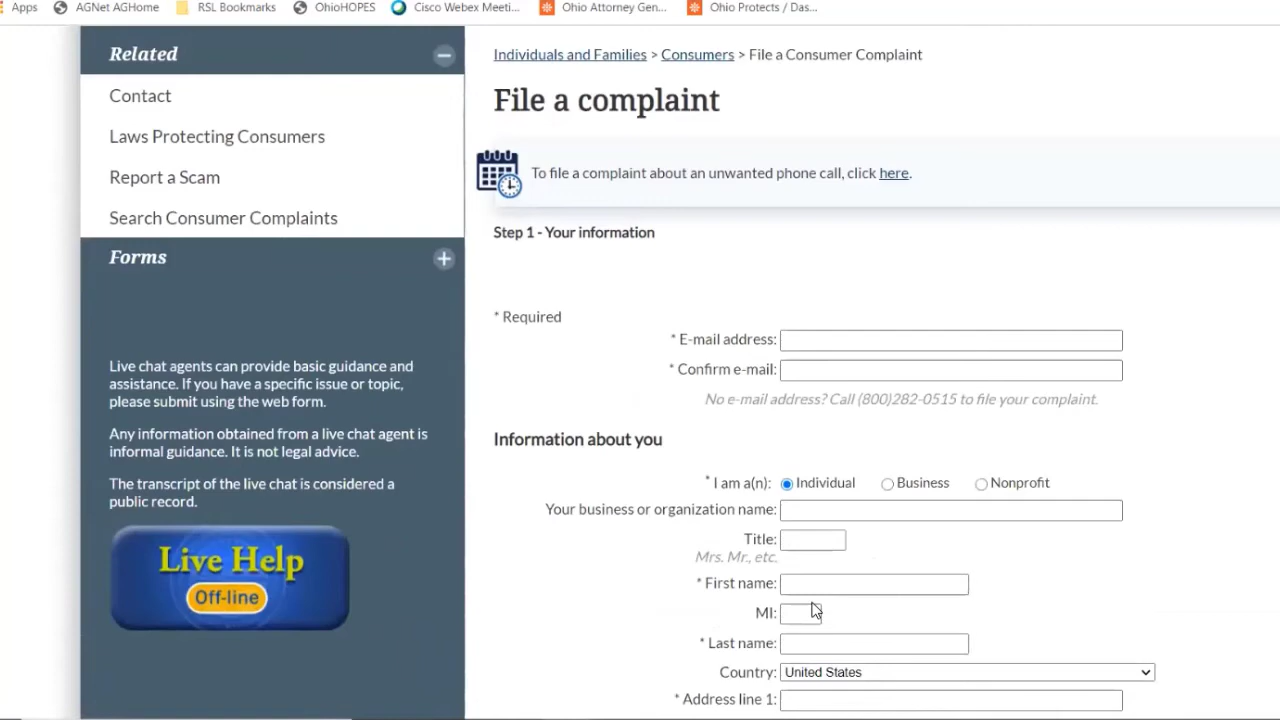 Apps AGNet AGHome RSL Bookmarks OhioHOPES Cisco Webex Meeti... Ohio Attorney Gen... Ohio Protects / Das...
Related
Contact
Laws Protecting Consumers
Report a Scam
Search Consumer Complaints
Forms
Live chat agents can provide basic guidance and
assistance. If you have a specific issue or topic,
please submit using the web form.
Any information obtained from a live chat agent is
informal guidance. It is not legal advice.
The transcript of the live chat is considered a
public record.
Live Help
Off-line
Individuals and Families > Consumers > File a Consumer Complaint
File a complaint
To file a complaint about an unwanted phone call, click here.
Step 1 - Your information
* Required
* E-mail address:
* Confirm e-mail:
No e-mail address? Call (800)282-0515 to file your complaint.
Information about you
* I am a(n): Individual Business Nonprofit
Your business or organization name:
Title:
Mrs. Mr., etc.
* First name:
MI:
* Last name:
Country: United States
* Address line 1: